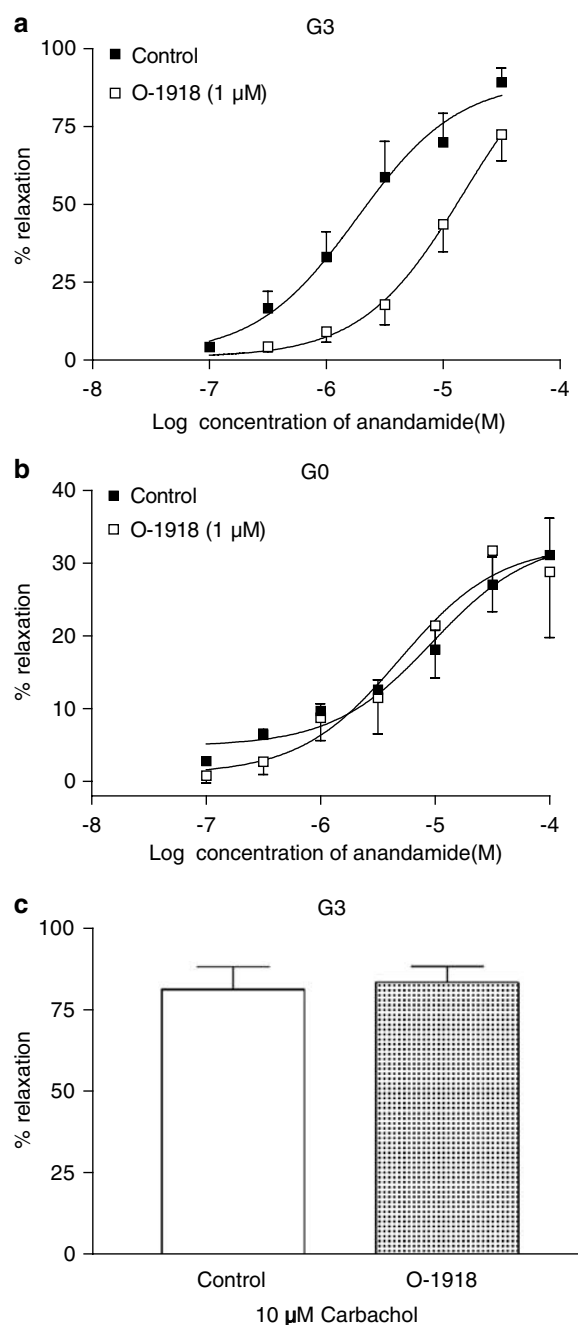 a
G3
100
75
50
25
0
% relaxation
Control
O-1918 (1 µM)
-8
-7
-6
-5
-4
Log concentration of anandamide(M)
b
G0
40
30
20
10
0
% relaxation
Control
O-1918 (1 µM)
-8
-7
-6
-5
-4
Log concentration of anandamide(M)
c
G3
100
75
50
25
0
% relaxation
Control
O-1918
10 µM Carbachol